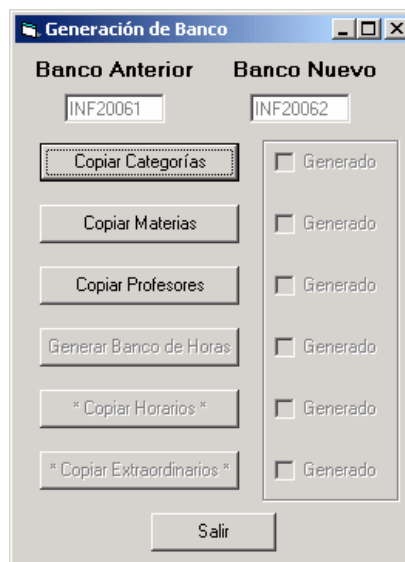 Generación de Banco
Banco Anterior Banco Nuevo
INF20061 INF20062
Copiar Categorías Generado
Copiar Materias Generado
Copiar Profesores Generado
Generar Banco de Horas Generado
* Copiar Horarios * Generado
* Copiar Extraordinarios * Generado
Salir